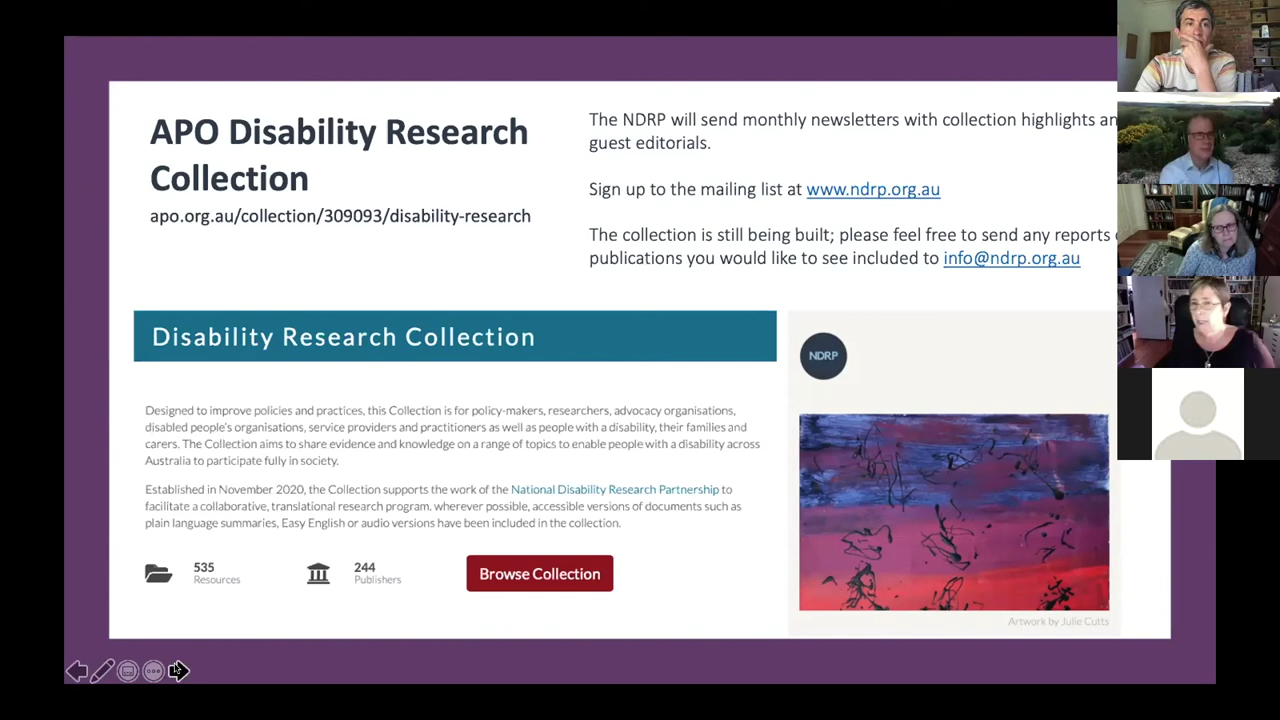 APO Disability Research
Collection
apo.org.au/collection/309093/disability-research
The NDRP will send monthly newsletters with collection highlights
guest editorials.
Sign up to the mailing list at www.ndrp.org.au
The collection is still being built; please feel free to send any reports
publications you would like to see included to info@ndrp.org.au
Disability Research Collection
Designed to improve policies and practices, this Collection is for policy-makers, researchers, advocacy organisations,
disabled people's organisations, service providers and practitioners as well as people with a disability, their families and
carers. The Collection aims to share evidence and knowledge on a range of topics to enable people with a disability across
Australia to participate fully in society.
Established in November 2020, the Collection supports the work of the National Disability Research Partnership to
facilitate a collaborative, translational research program. wherever possible, accessible versions of documents such as
plain language summaries, Easy English or audio versions have been included in the collection.
535
Resources
244
Publishers
Browse Collection
NDRP
Artwork by Julie Cutts